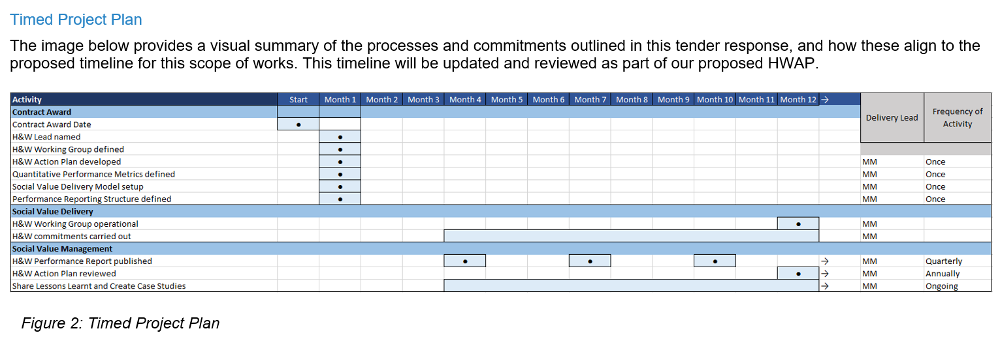 Timed Project Plan
The image below provides a visual summary of the processes and commitments outlined in this tender response, and how these align to the
proposed timeline for this scope of works. This timeline will be updated and reviewed as part of our proposed HWAP.
Activity Start Month 1 Month 2 Month 3 Month 4 Month 5 Month 6 Month 7 Month 8 Month 9 Month 10 Month 11 Month 12 → Delivery Lead Frequency of Activity
Contract Award
Contract Award Date •
H&W Lead named •
H&W Working Group defined •
H&W Action Plan developed • MM Once
Quantitative Performance Metrics defined • MM Once
Social Value Delivery Model setup • MM Once
Performance Reporting Structure defined • MM Once
Social Value Delivery
H&W Working Group operational • MM
H&W commitments carried out MM
Social Value Management
H&W Performance Report published • • • → MM Quarterly
H&W Action Plan reviewed • → MM Annually
Share Lessons Learnt and Create Case Studies → MM Ongoing
Figure 2: Timed Project Plan